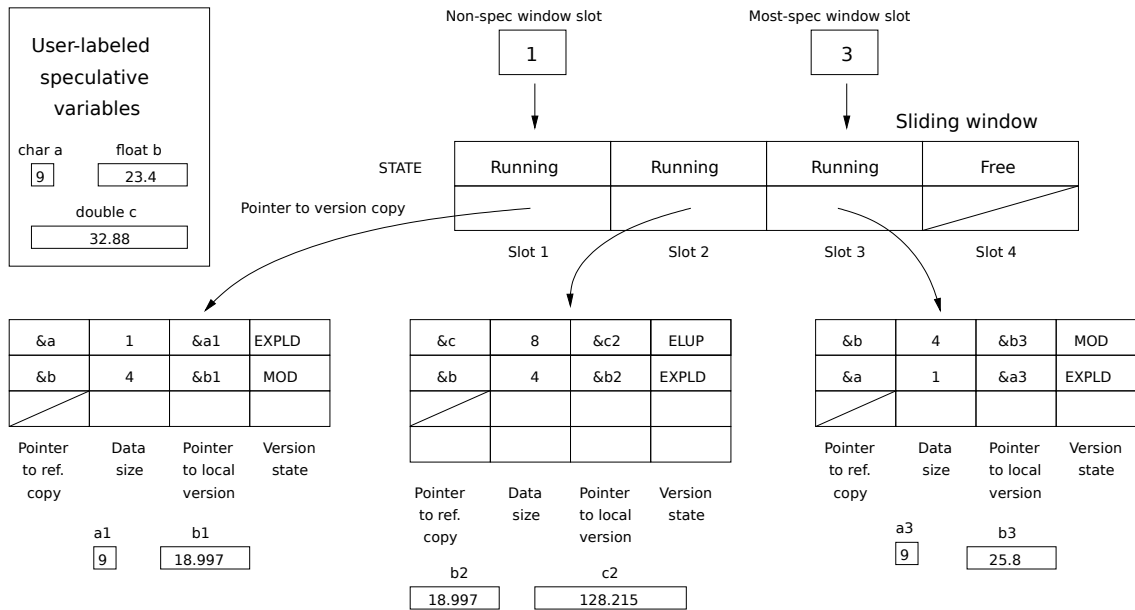 User-labeled
speculative
variables
char a
float b
9
23.4
double c
32.88
Non-spec window slot
Most-spec window slot
1
3
Sliding window
STATE
Running
Running
Running
Free
Pointer to version copy
Slot 1
Slot 2
Slot 3
Slot 4
&a
1
&a1
EXPLD
&b
4
&b1
MOD
Pointer
to ref.
copy
Data
size
Pointer
to local
version
Version
state
a1
9
b1
18.997
&c
8
&c2
ELUP
&b
4
&b2
EXPLD
Pointer
to ref.
copy
Data
size
Pointer
to local
version
Version
state
b2
18.997
c2
128.215
&b
4
&b3
MOD
&a
1
&a3
EXPLD
Pointer
to ref.
copy
Data
size
Pointer
to local
version
Version
state
a3
9
b3
25.8